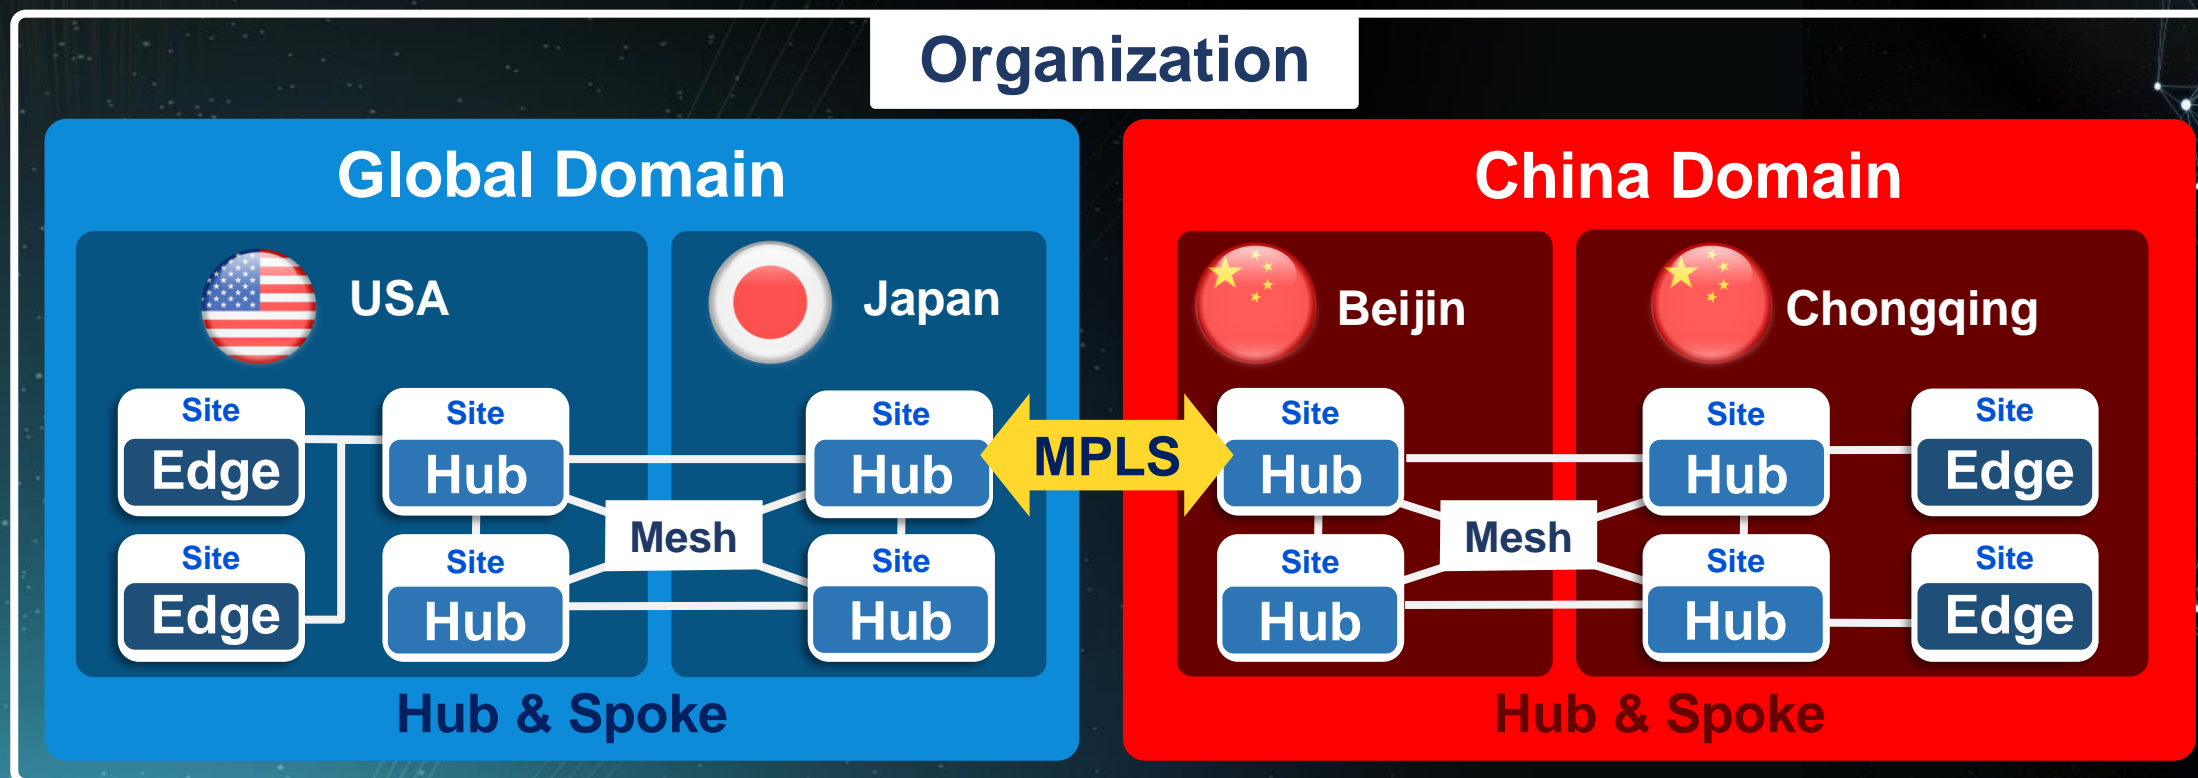 Organization
Global Domain
China Domain
USA
Japan
Beijin
Chongqing
Site
Edge
Site
Hub
Site
Hub
MPLS
Site
Hub
Site
Hub
Site
Edge
Mesh
Mesh
Site
Edge
Site
Hub
Site
Hub
Site
Hub
Site
Hub
Site
Edge
Hub & Spoke
Hub & Spoke